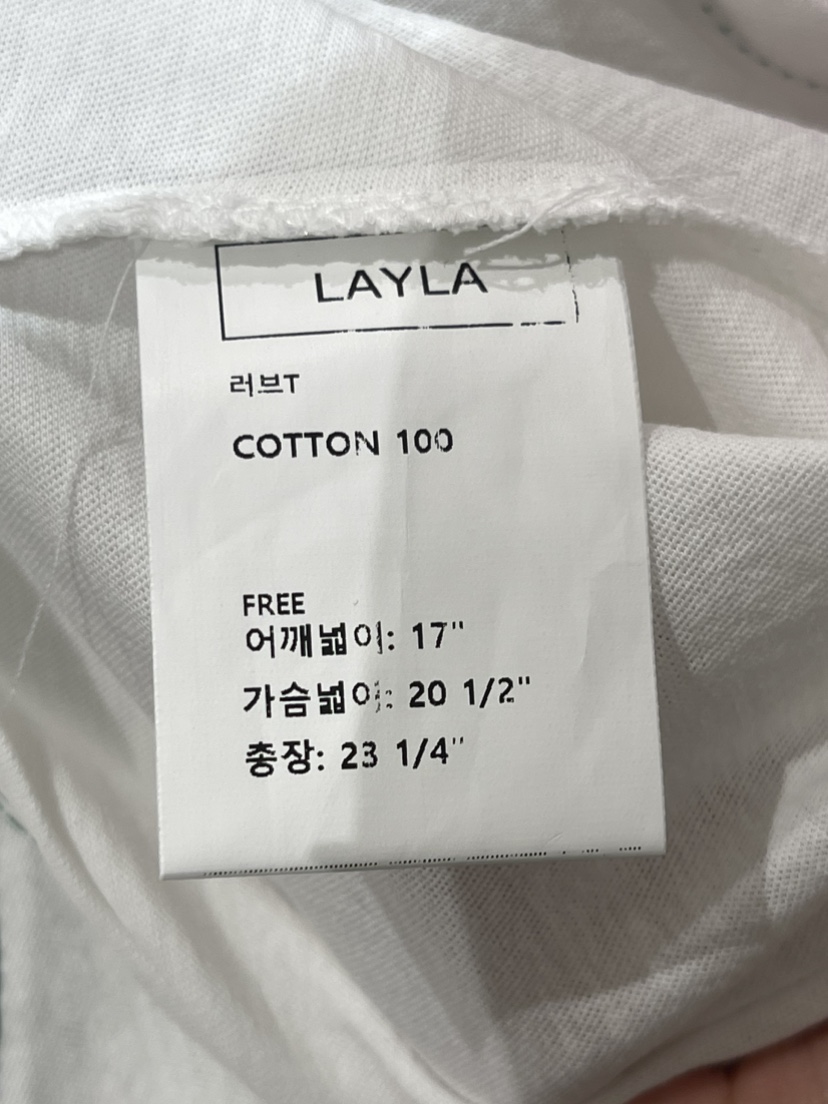 LAYLA
러브T
COTTON 100
FREE
어깨넓이: 17"
가슴넓이: 20 1/2"
총장: 23 1/4"